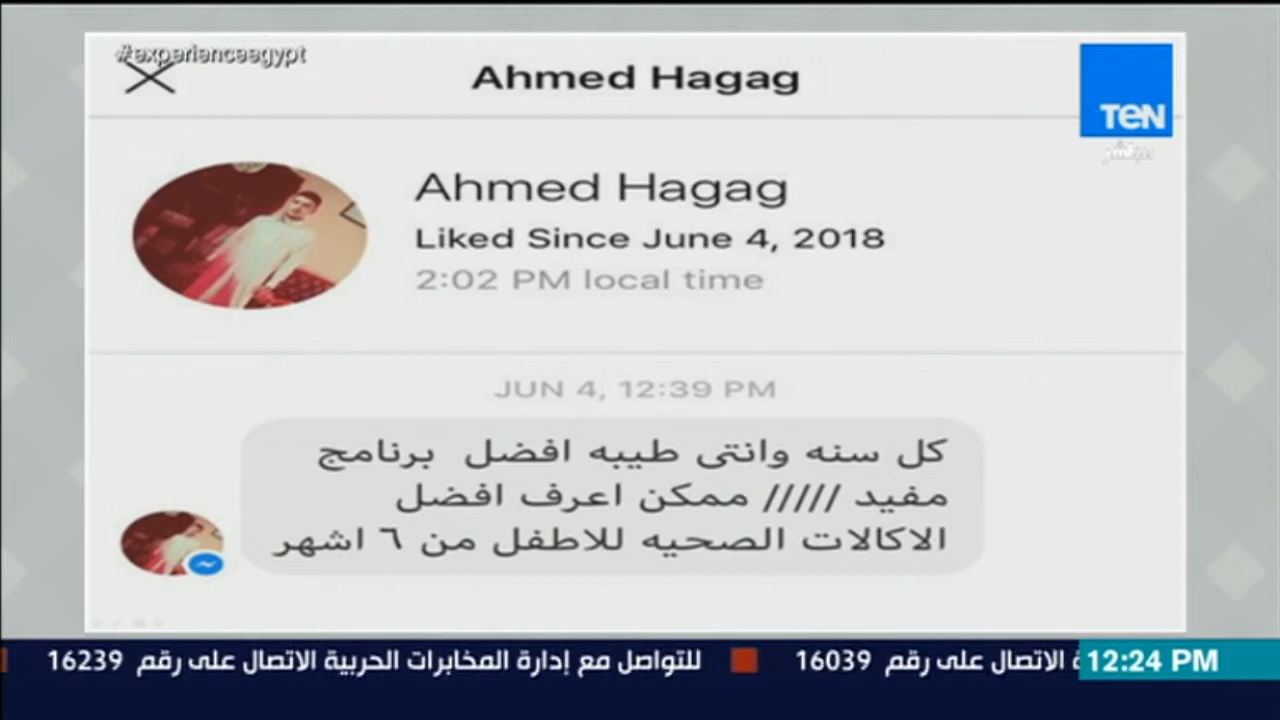 #experienceegypt
Ahmed Hagag
TEN
مباشر
Ahmed Hagag
Liked Since June 4, 2018
2:02 PM local time
JUN 4, 12:39 PM
كل سنه وانتى طيبه افضل برنامج
مفيد ///// ممكن اعرف افضل
الاكالات الصحيه للاطفل من ٦ اشهر
الاتصال على رقم 16039 ■ للتواصل مع إدارة المخابرات الحربية الاتصال على رقم 16239
12:24 PM